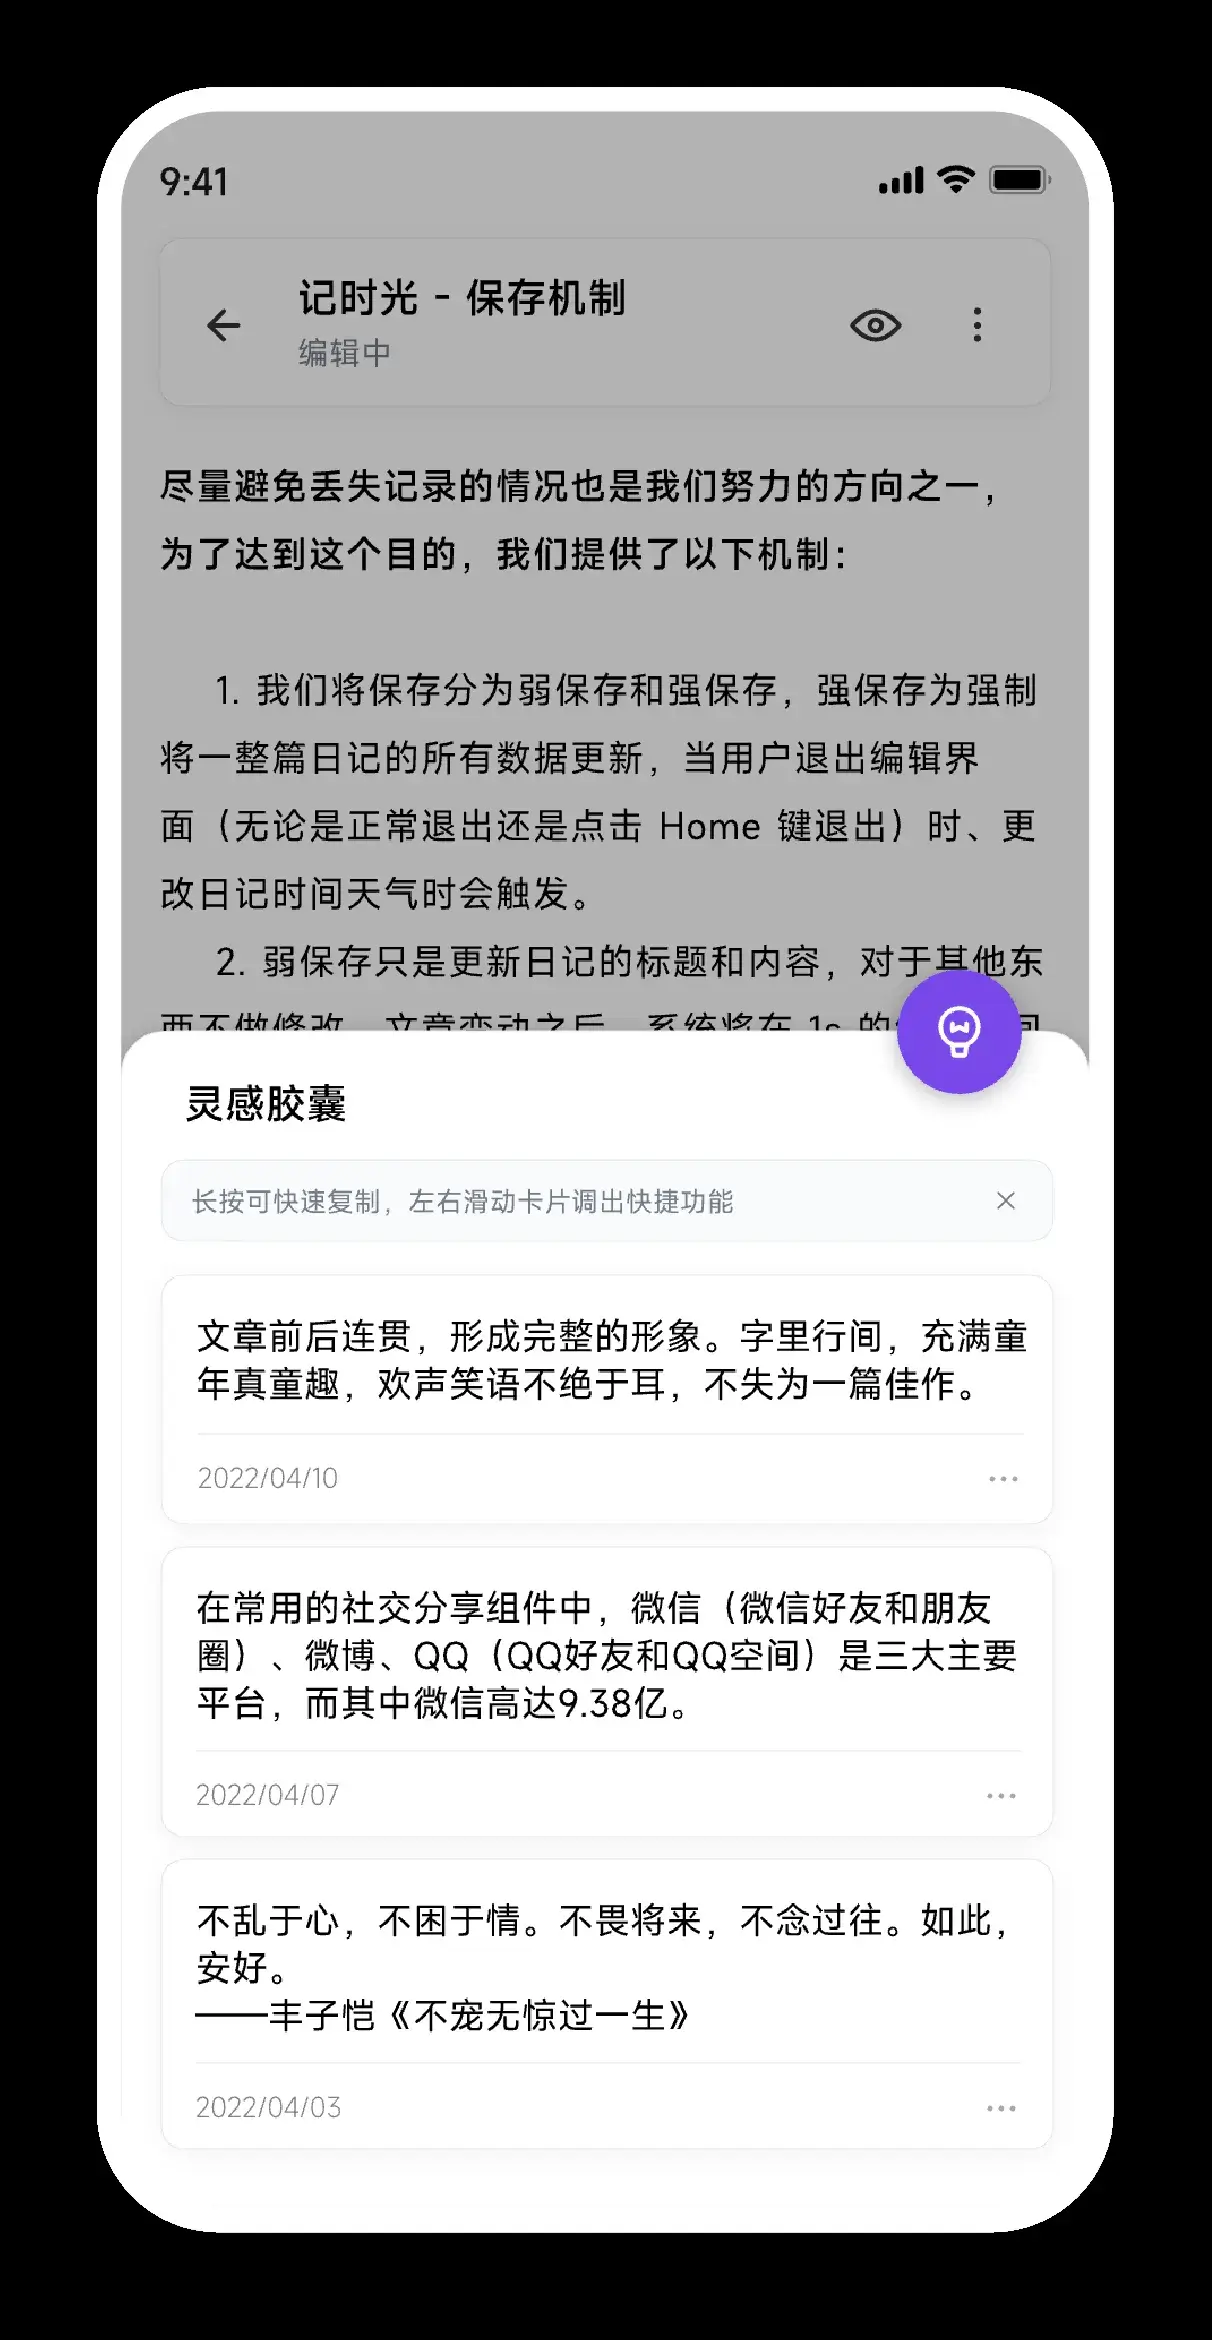 9:41
记时光 - 保存机制
编辑中
尽量避免丢失记录的情况也是我们努力的方向之一，
为了达到这个目的，我们提供了以下机制：
1. 我们将保存分为弱保存和强保存，强保存为强制
将一整篇日记的所有数据更新，当用户退出编辑界
面（无论是正常退出还是点击 Home 键退出）时、更
改日记时间天气时会触发。
2. 弱保存只是更新日记的标题和内容，对于其他东
西不做修改，文章变动之后，系统将在 1s 的
灵感胶囊
长按可快速复制，左右滑动卡片调出快捷功能
文章前后连贯，形成完整的形象。字里行间，充满童
年真童趣，欢声笑语不绝于耳，不失为一篇佳作。
2022/04/10
在常用的社交分享组件中，微信（微信好友和朋友
圈）、微博、QQ（QQ好友和QQ空间）是三大主要
平台，而其中微信高达9.38亿。
2022/04/07
不乱于心，不困于情。不畏将来，不念过往。如此，
安好。
——丰子恺《不宠无惊过一生》
2022/04/03